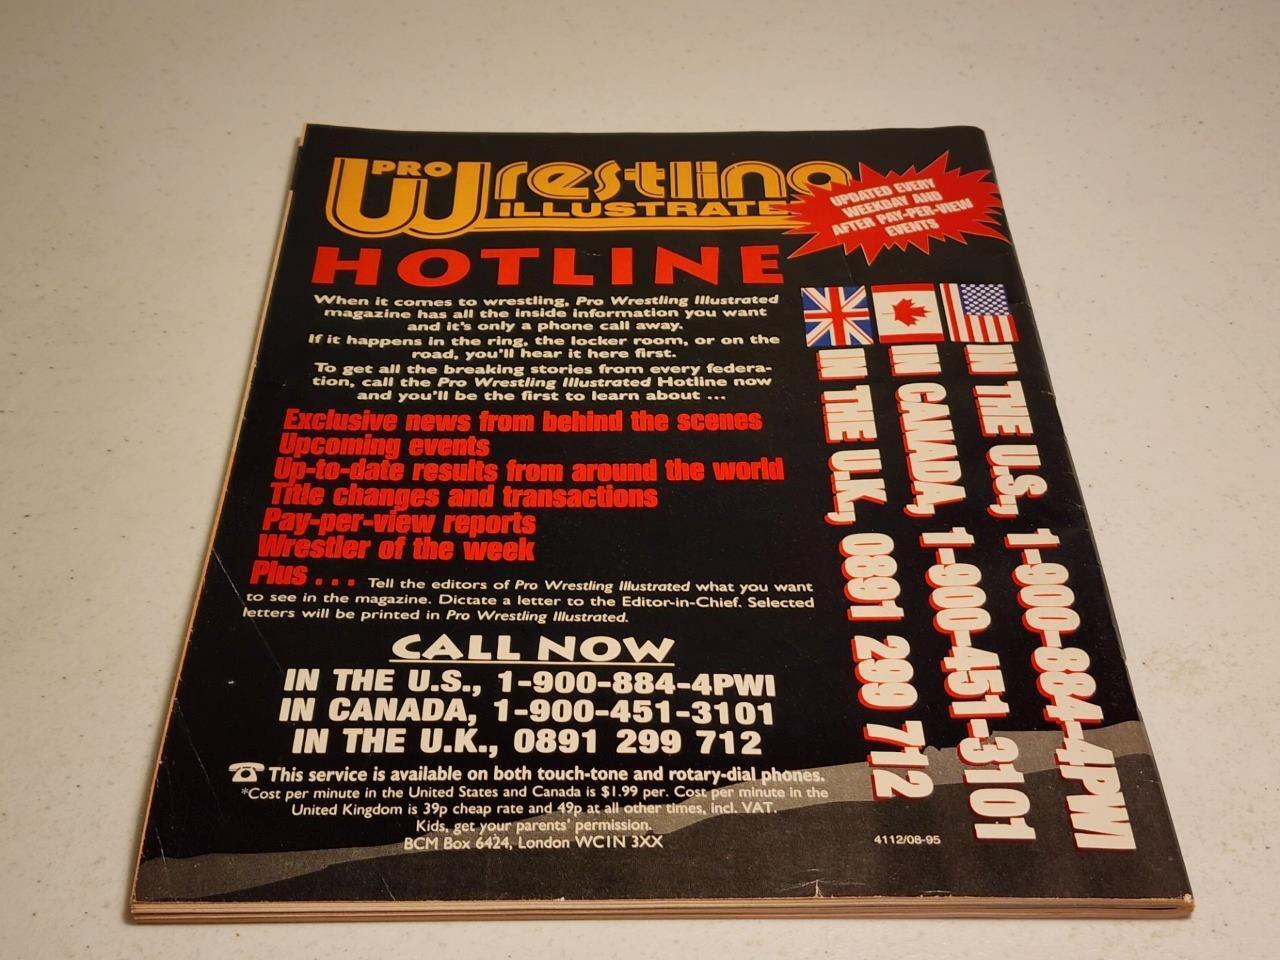 PRO Wrestling
ILLUSTRATED
UPDATED EVERY
WEEKDAY AND
AFTER PAY-PER-VIEW
EVENTS
HOTLINE
When it comes to wrestling, Pro Wrestling Illustrated
magazine has all the inside information you want
and it's only a phone call away.
If it happens in the ring, the locker room, or on the
road, you'll hear it here first.
To get all the breaking stories from every federa-
tion, call the Pro Wrestling Illustrated Hotline now
and you'll be the first to learn about ...
Exclusive news from behind the scenes
Upcoming events
Up-to-date results from around the world
Title changes and transactions
Pay-per-view reports
Wrestler of the week
Plus . . . Tell the editors of Pro Wrestling Illustrated what you want
to see in the magazine. Dictate a letter to the Editor-in-Chief. Selected
letters will be printed in Pro Wrestling Illustrated.
CALL NOW
IN THE U.S., 1-900-884-4PWI
IN CANADA, 1-900-451-3101
IN THE U.K., 0891 299 712
This service is available on both touch-tone and rotary-dial phones.
*Cost per minute in the United States and Canada is $1.99 per. Cost per minute in the
United Kingdom is 39p cheap rate and 49p at all other times, incl. VAT.
Kids, get your parents' permission.
BCM Box 6424, London WC1N 3XX
4112/08-95
IN THE U.S., 1-900-884-4PWI
IN CANADA, 1-900-451-3101
IN THE U.K., 0891 299 712